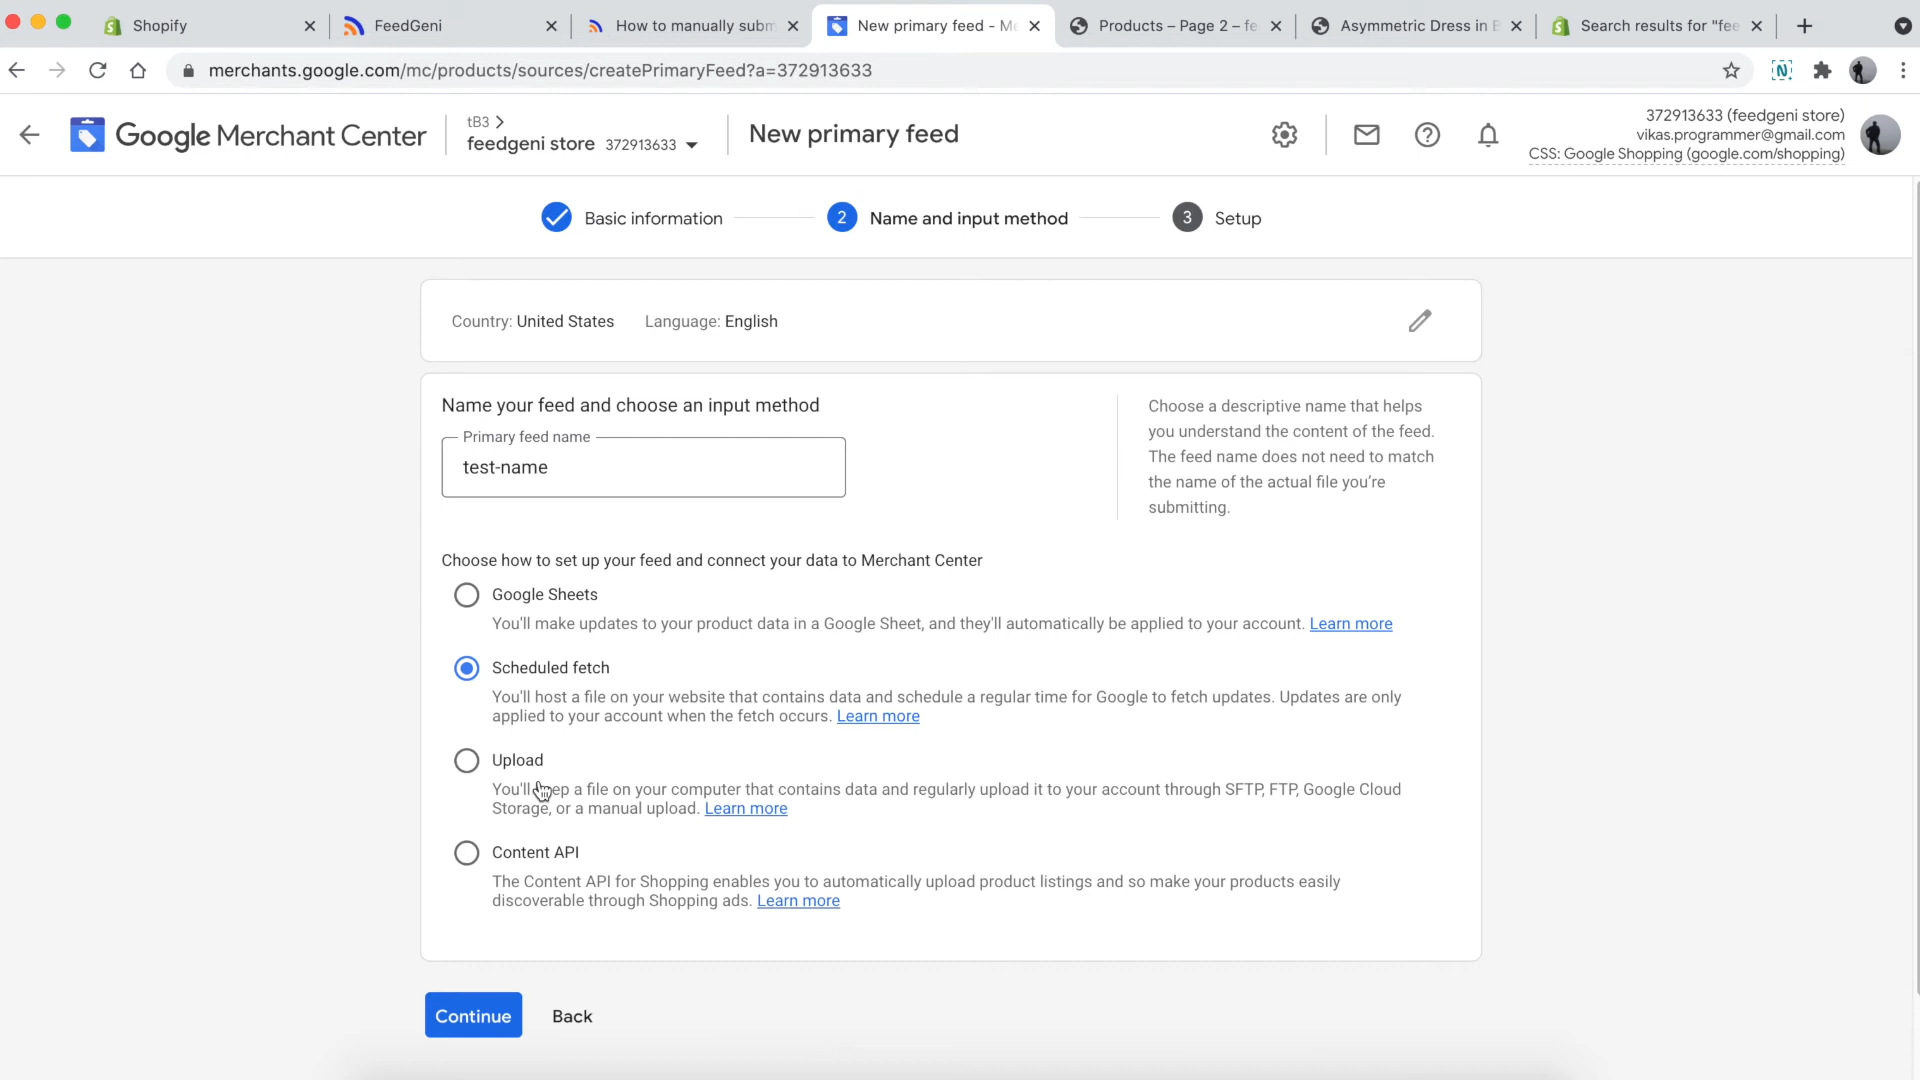 Shopify
FeedGeni
How to manually subm
New primary feed - Me
Products – Page 2 – fe
Asymmetric Dress in B
Search results for "fee
merchants.google.com/mc/products/sources/createPrimaryFeed?a=372913633
Google Merchant Center
tB3
feedgeni store 372913633
New primary feed
372913633 (feedgeni store)
vikas.programmer@gmail.com
CSS: Google Shopping (google.com/shopping)
Basic information
2 Name and input method
3 Setup
Country: United States Language: English
Name your feed and choose an input method
Primary feed name
test-name
Choose a descriptive name that helps
you understand the content of the feed.
The feed name does not need to match
the name of the actual file you're
submitting.
Choose how to set up your feed and connect your data to Merchant Center
Google Sheets
You'll make updates to your product data in a Google Sheet, and they'll automatically be applied to your account. Learn more
Scheduled fetch
You'll host a file on your website that contains data and schedule a regular time for Google to fetch updates. Updates are only
applied to your account when the fetch occurs. Learn more
Upload
You'll keep a file on your computer that contains data and regularly upload it to your account through SFTP, FTP, Google Cloud
Storage, or a manual upload. Learn more
Content API
The Content API for Shopping enables you to automatically upload product listings and so make your products easily
discoverable through Shopping ads. Learn more
Continue
Back